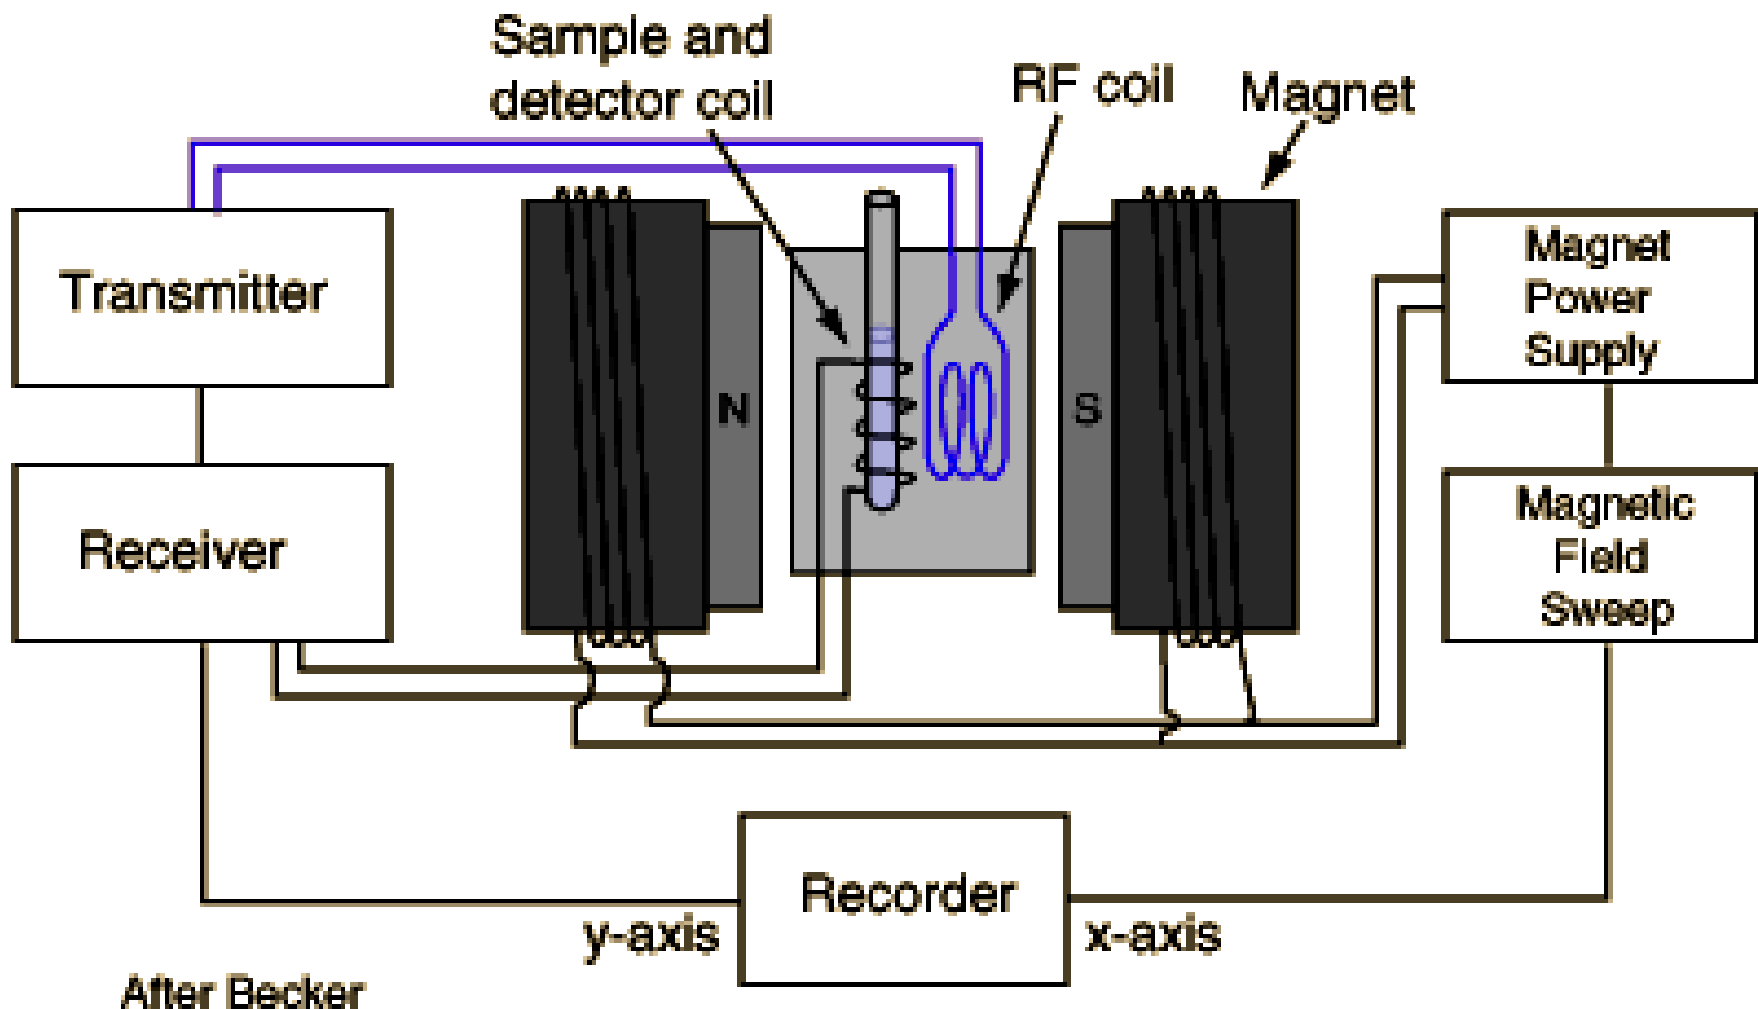 Sample and
detector coil
RF coil
Magnet
Transmitter
Magnet
Power
Supply
N
S
Receiver
Magnetic
Field
Sweep
Recorder
y-axis
x-axis
After Becker